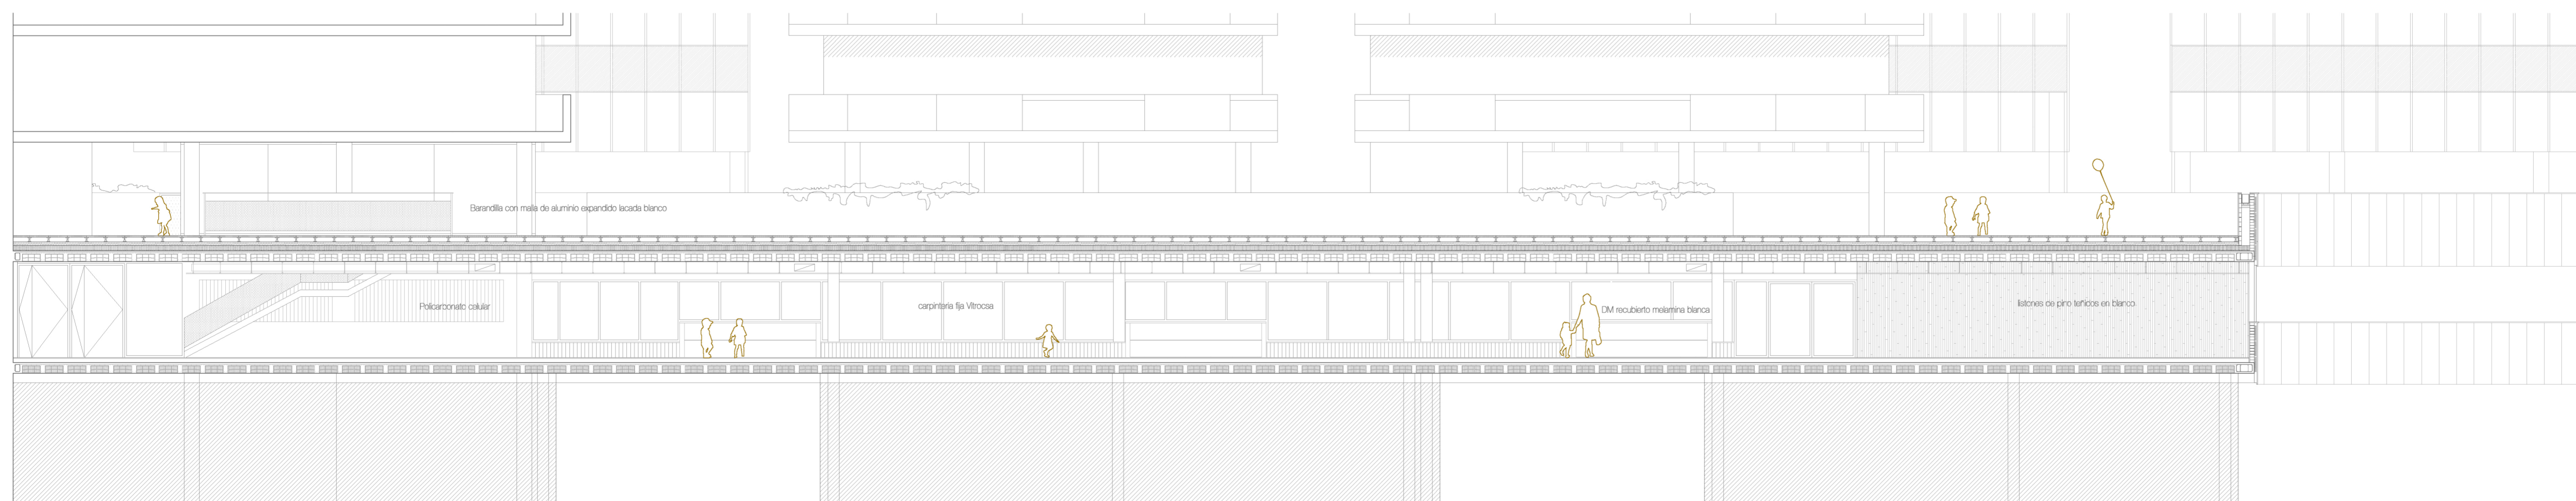 Barandilla con malla de aluminio expandido lacada blanco
Policarbonato celular
carpintería fija Vitrocsa
DM recubierto melamina blanca
listones de pino teñidos en blanco